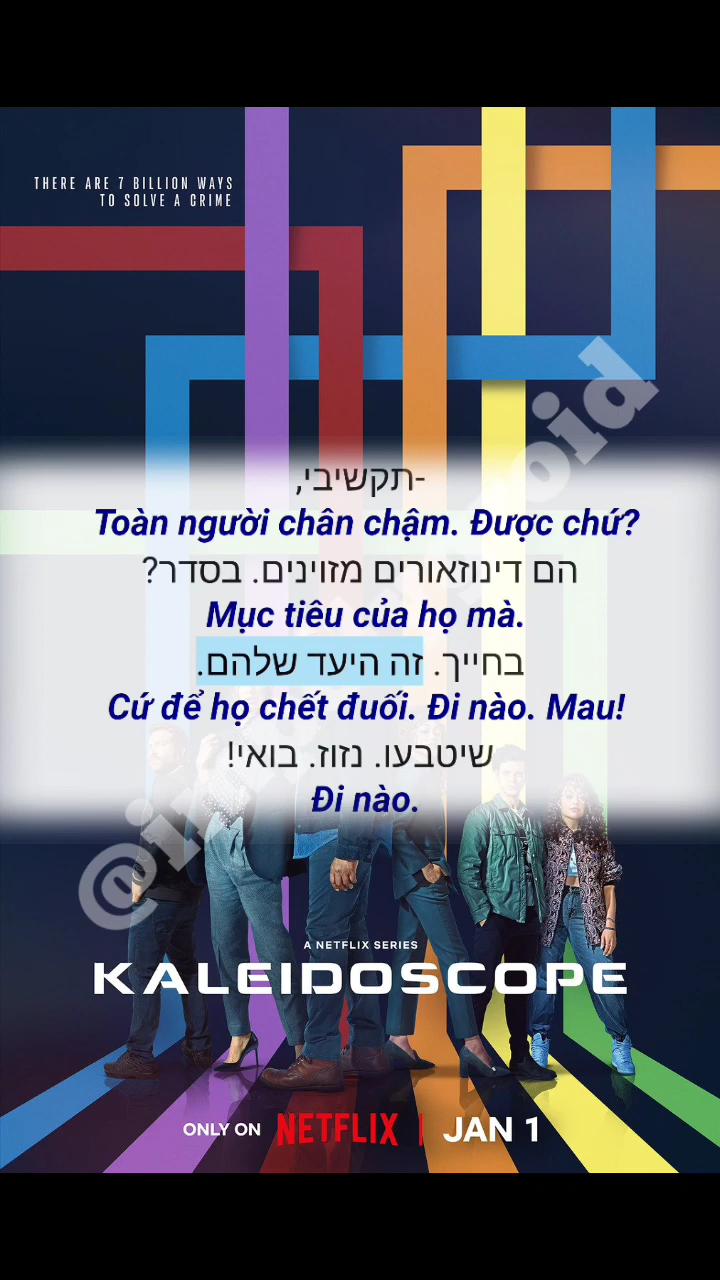 THERE ARE 7 BILLION WAYS
TO SOLVE A CRIME
-תקשיבי,
Toàn người chân chậm. Được chứ?
הם דינוזאורים מזוינים. בסדר?
Mục tiêu của họ mà.
בחייך. זה היעד שלהם.
Cứ để họ chết đuối. Đi nào. Mau!
שיטבעו. נזוז. בואי!
Đi nào.
A NETFLIX SERIES
KALEIDOSCOPE
ONLY ON NETFLIX | JAN 1